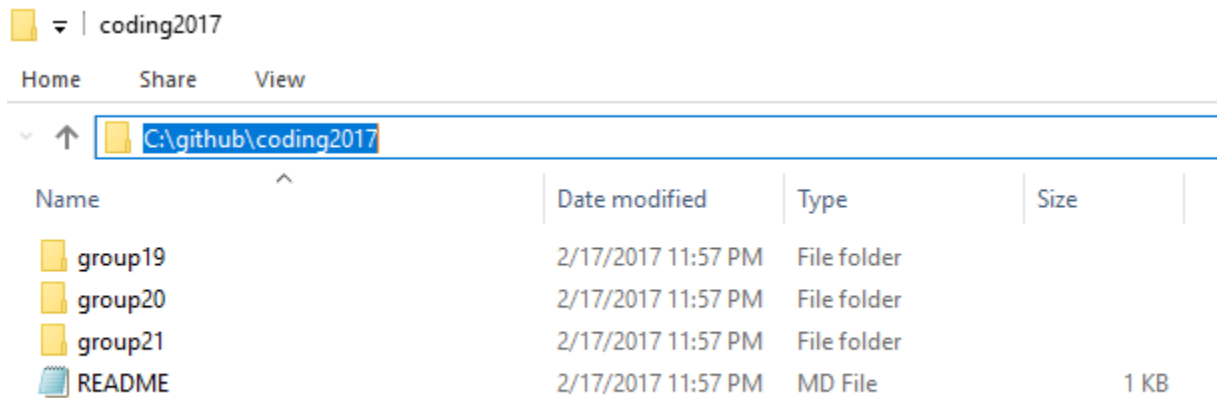 coding2017
Home Share View
C:\github\coding2017
Name Date modified Type Size
group19 2/17/2017 11:57 PM File folder
group20 2/17/2017 11:57 PM File folder
group21 2/17/2017 11:57 PM File folder
README 2/17/2017 11:57 PM MD File 1 KB